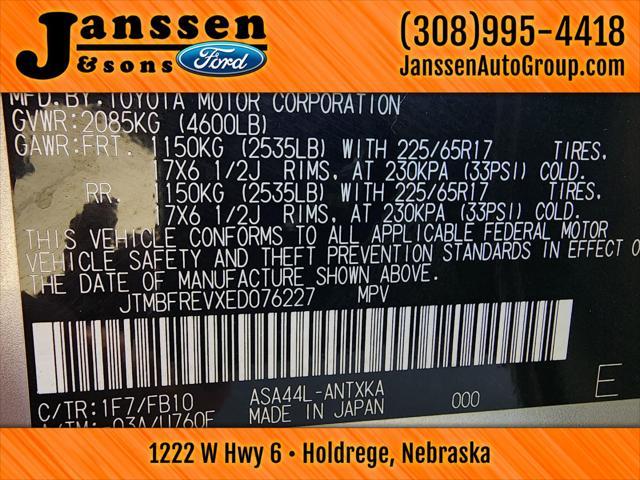 Janssen
& sons
Ford
(308)995-4418
JanssenAutoGroup.com
MFD. BY: TOYOTA MOTOR CORPORATION
GVWR:2085KG (4600LB)
GAWR:FRT. 1150KG (2535LB) WITH 225/65R17 TIRES,
17X6 1/2J RIMS, AT 230KPA (33PSI) COLD.
RR. 1150KG (2535LB) WITH 225/65R17 TIRES,
17X6 1/2J RIMS, AT 230KPA (33PSI) COLD.
THIS VEHICLE CONFORMS TO ALL APPLICABLE FEDERAL MOTOR
VEHICLE SAFETY AND THEFT PREVENTION STANDARDS IN EFFECT O
THE DATE OF MANUFACTURE SHOWN ABOVE.
JTMBFREVXED076227 MPV
C/TR:1F7/FB10 ASA44L-ANTXKA
MADE IN JAPAN 000 E
A/TM:-03A/U760E
1222 W Hwy 6 • Holdrege, Nebraska